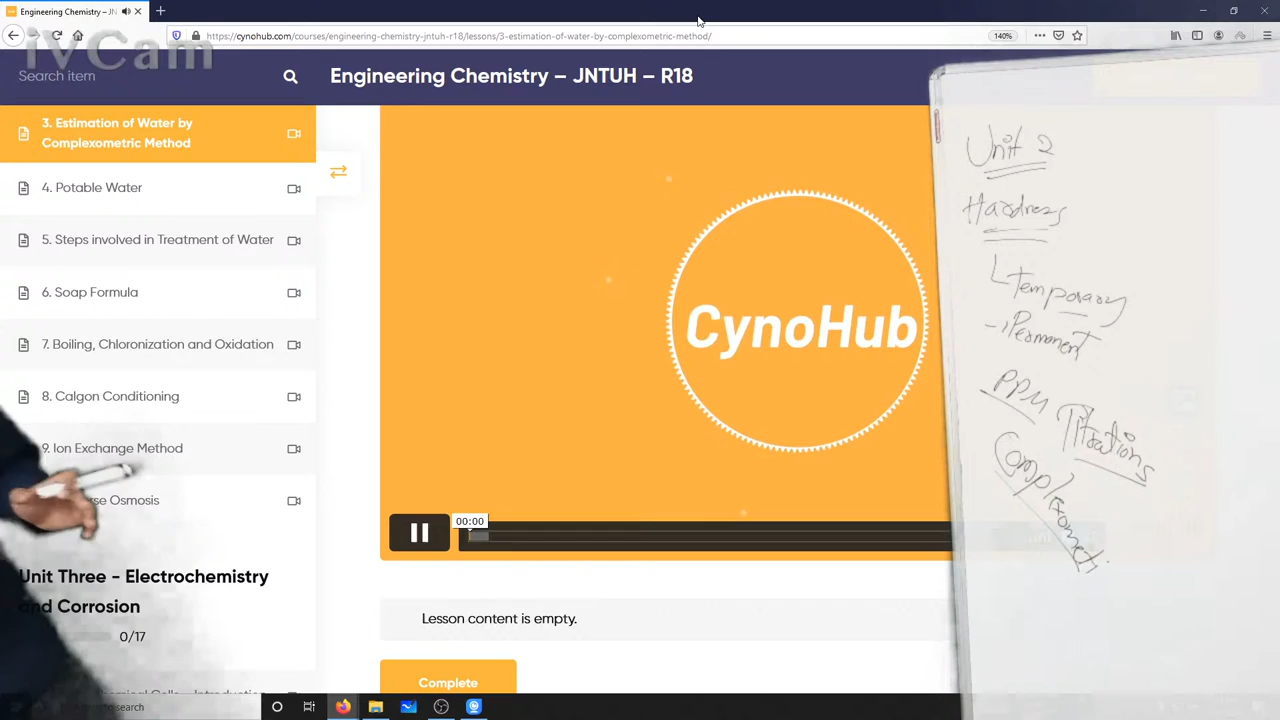 Engineering Chemistry – JN
https://cynohub.com/courses/engineering-chemistry-jntuh-r18/lessons/3-estimation-of-water-by-complexometric-method/
140%
iVCam
Search item
Engineering Chemistry – JNTUH – R18
3. Estimation of Water by
Complexometric Method
4. Potable Water
5. Steps involved in Treatment of Water
6. Soap Formula
7. Boiling, Chloronization and Oxidation
8. Calgon Conditioning
9. Ion Exchange Method
Osmosis
Unit Three - Electrochemistry
and Corrosion
0/17
CynoHub
00:00
Lesson content is empty.
Complete
Unit 2
Hardness
Temporary
Permanent
PPM
Titrations
to search